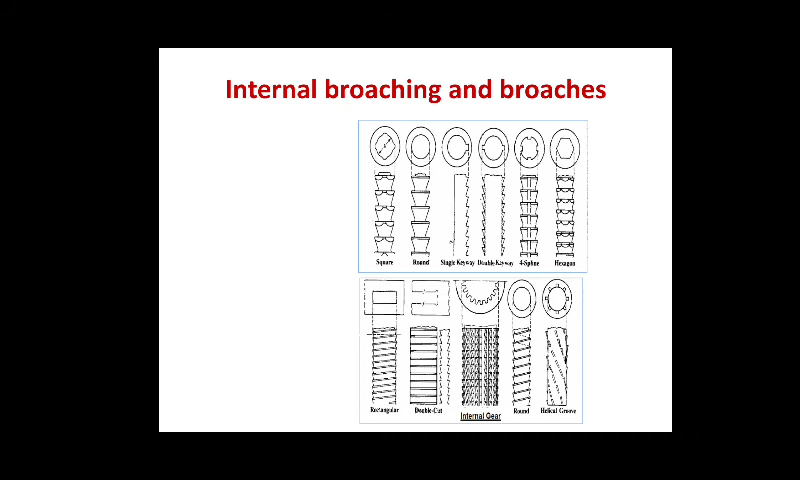 Internal broaching and broaches
Square Round Single Keyway Double Keyway 4-Spline Hexagon
Rectangular Double-Cut Internal Gear Round Helical Groove